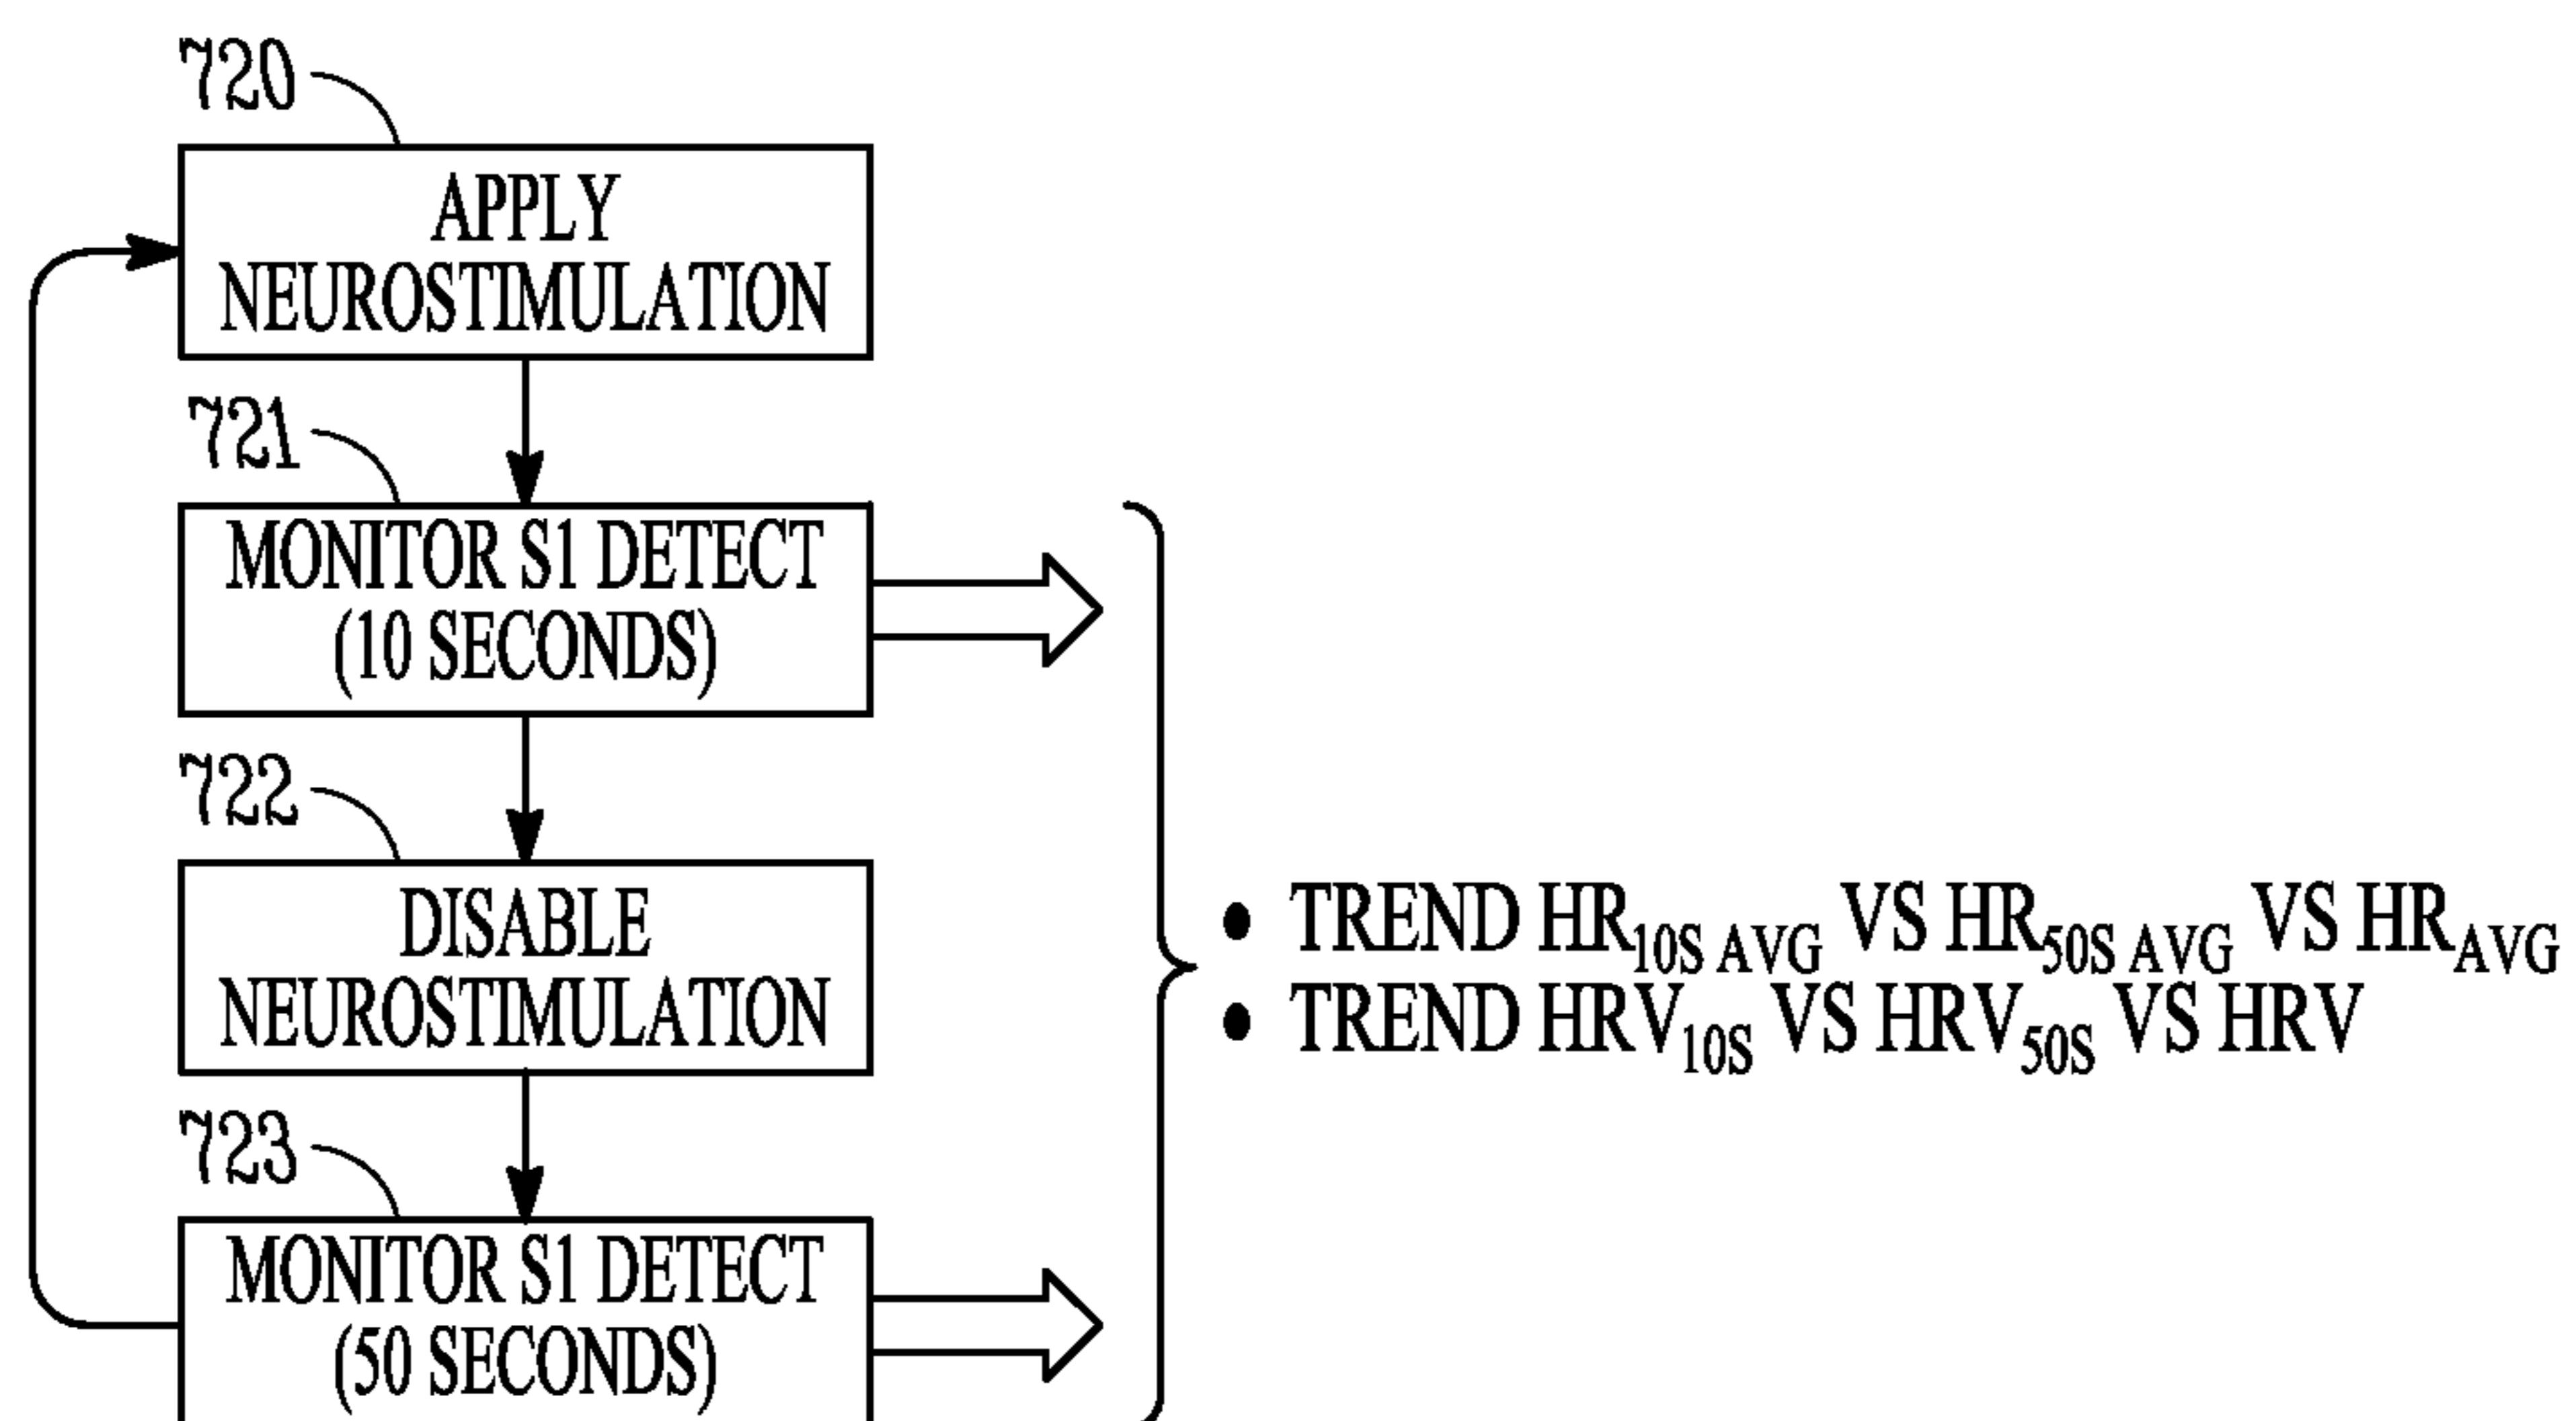 720
APPLY
NEUROSTIMULATION
721
MONITOR S1 DETECT
(10 SECONDS)
722
DISABLE
NEUROSTIMULATION
723
MONITOR S1 DETECT
(50 SECONDS)
• TREND HR10S AVG VS HR50S AVG VS HRAVG
• TREND HRV10S VS HRV50S VS HRV